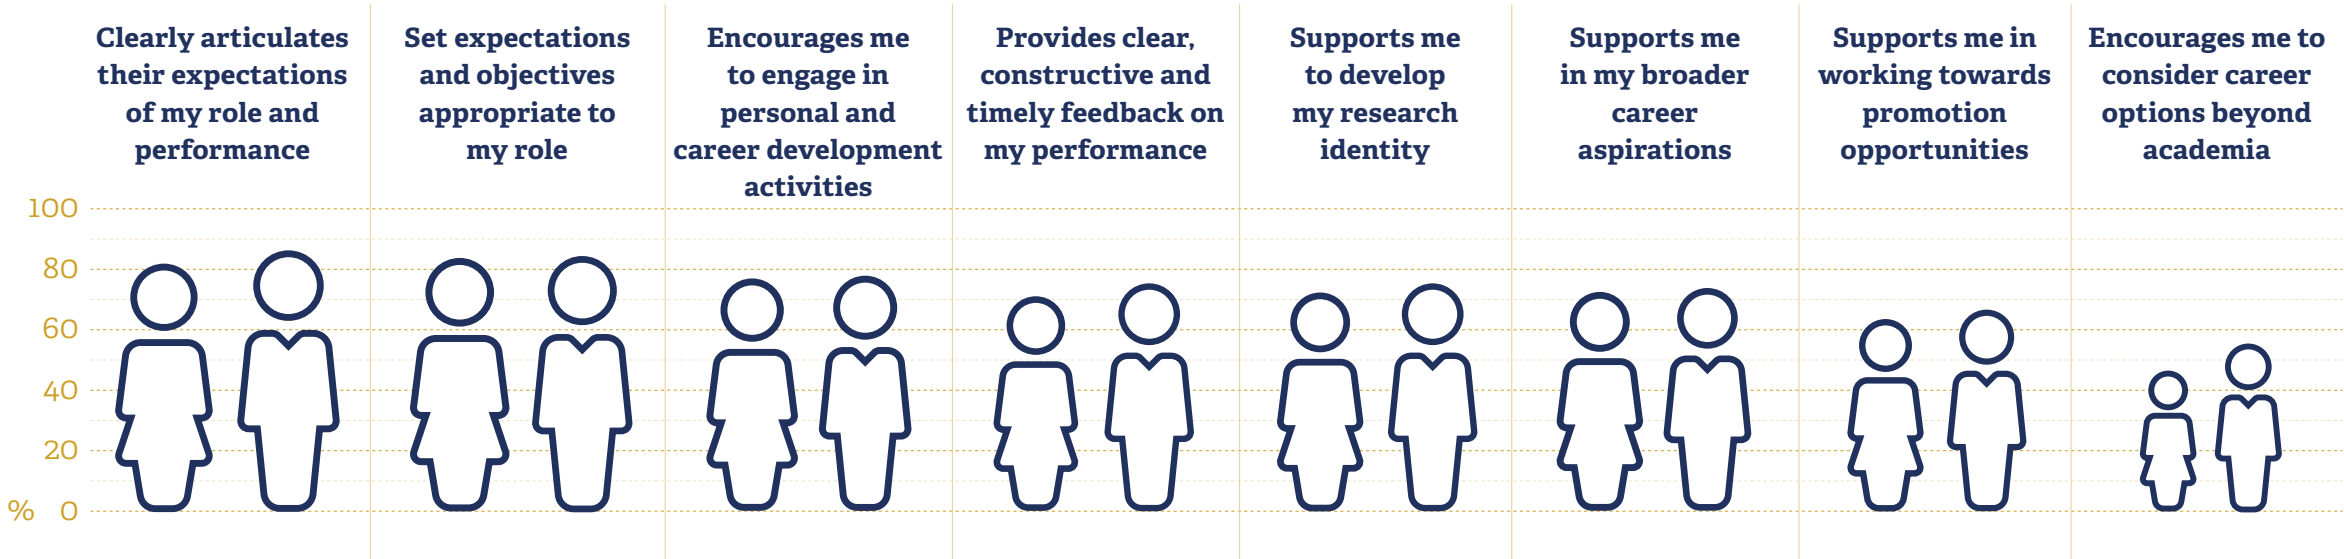 Clearly articulates
their expectations
of my role and
performance
Set expectations
and objectives
appropriate to
my role
Encourages me
to engage in
personal and
career development
activities
Provides clear,
constructive and
timely feedback on
my performance
Supports me
to develop
my research
identity
Supports me
in my broader
career
aspirations
Supports me in
working towards
promotion
opportunities
Encourages me to
consider career
options beyond
academia
100
80
60
40
20
% 0